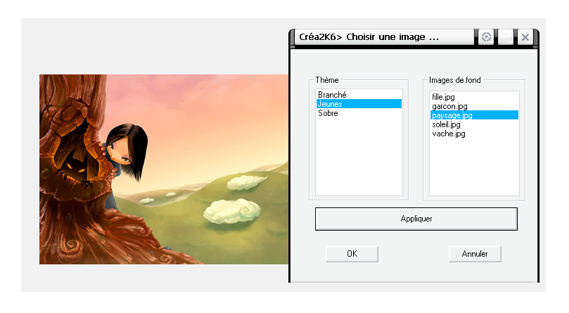 Créa2K6> Choisir une image ...
Thème
Branché
Jeunes
Sobre
Images de fond
fille.jpg
garcon.jpg
paysage.jpg
soleil.jpg
vache.jpg
Appliquer
OK
Annuler